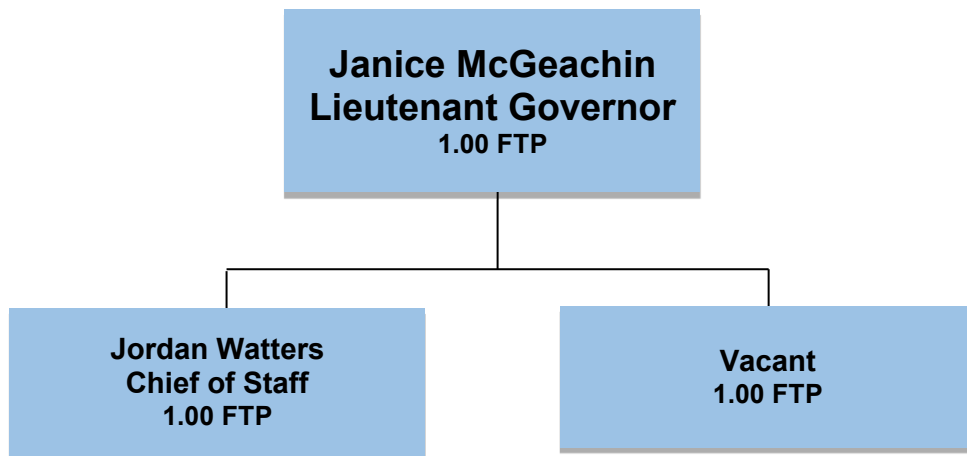 Janice McGeachin
Lieutenant Governor
1.00 FTP
Jordan Watters
Chief of Staff
1.00 FTP
Vacant
1.00 FTP